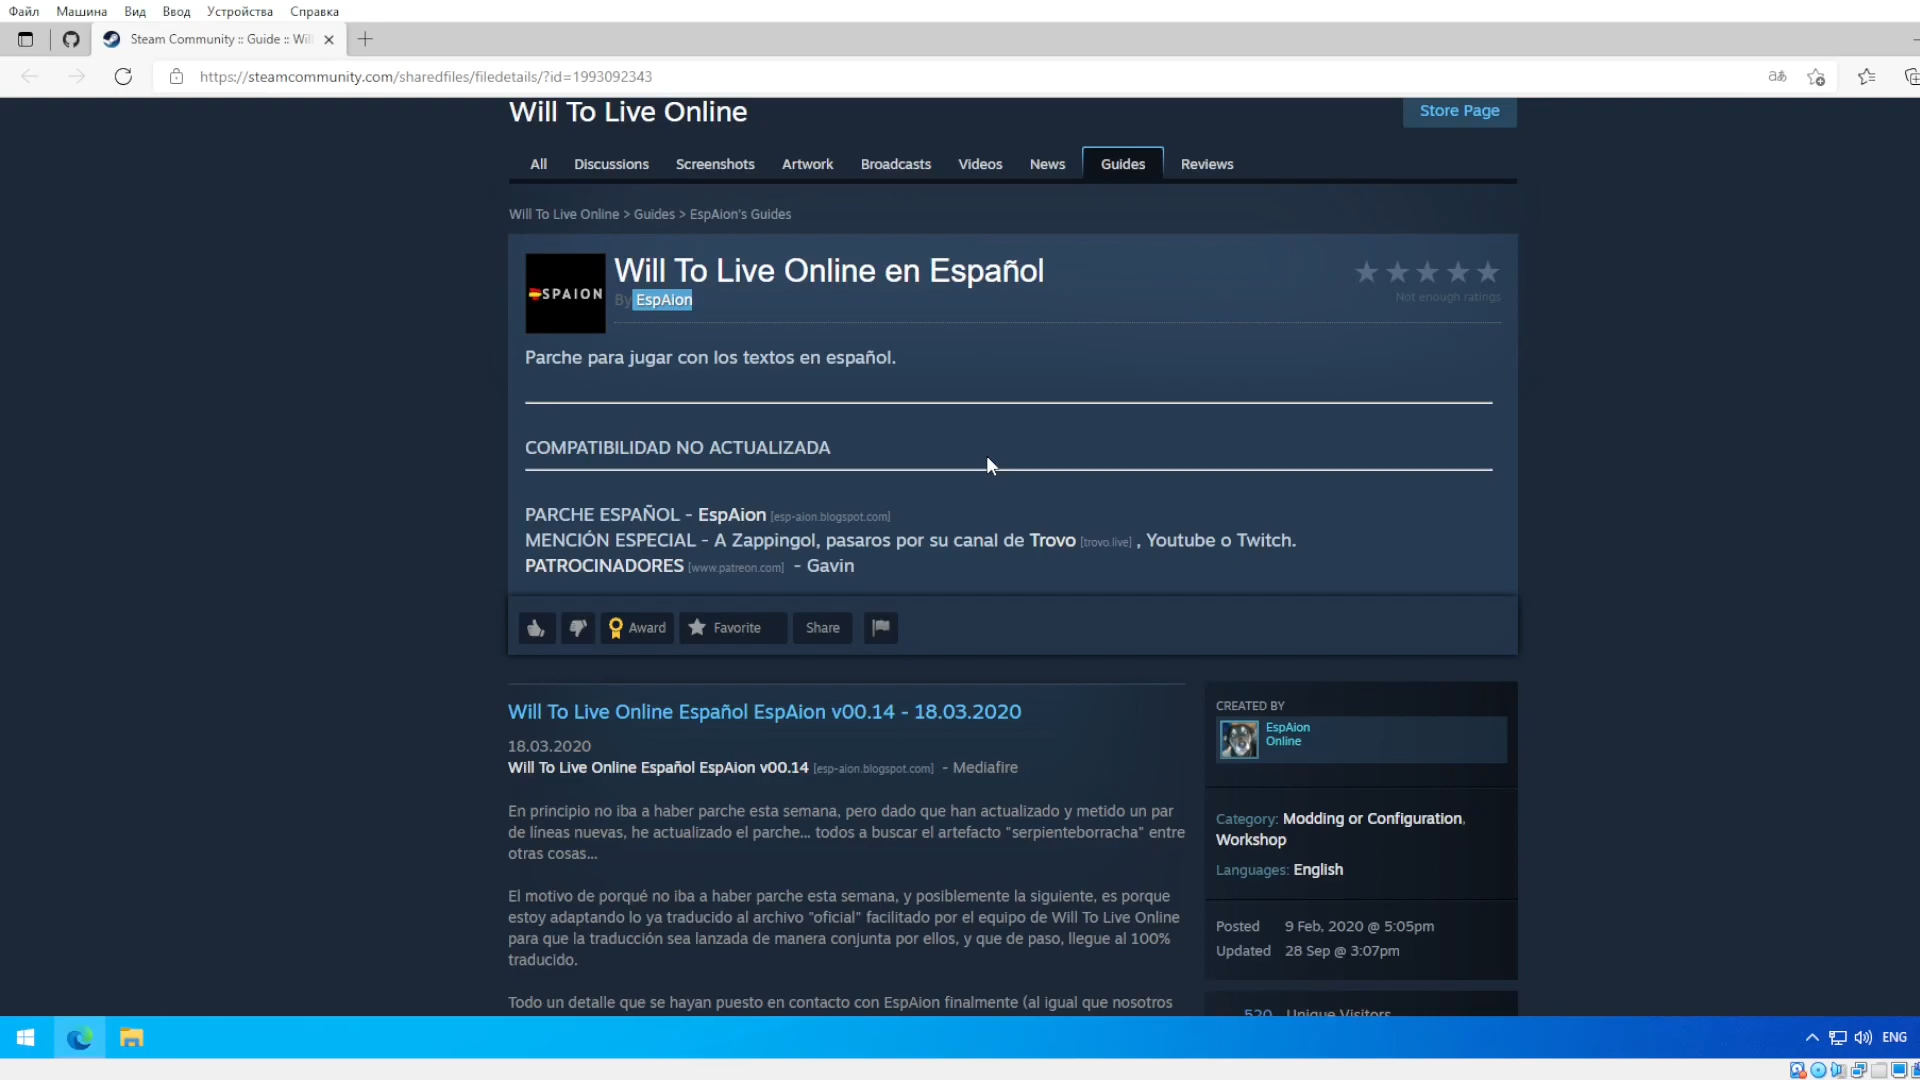 Файл Машина Вид Ввод Устройства Справка
Steam Community :: Guide :: Wil
https://steamcommunity.com/sharedfiles/filedetails/?id=1993092343
Will To Live Online
Store Page
All Discussions Screenshots Artwork Broadcasts Videos News Guides Reviews
Will To Live Online > Guides > EspAion's Guides
SPAION
Will To Live Online en Español
By EspAion
Not enough ratings
Parche para jugar con los textos en español.
COMPATIBILIDAD NO ACTUALIZADA
PARCHE ESPAÑOL - EspAion [esp-aion.blogspot.com]
MENCIÓN ESPECIAL - A Zappingol, pasaros por su canal de Trovo [trovo.live] , Youtube o Twitch.
PATROCINADORES [www.patreon.com] - Gavin
Award Favorite Share
Will To Live Online Español EspAion v00.14 - 18.03.2020
18.03.2020
Will To Live Online Español EspAion v00.14 [esp-aion.blogspot.com] - Mediafire
En principio no iba a haber parche esta semana, pero dado que han actualizado y metido un par
de líneas nuevas, he actualizado el parche... todos a buscar el artefacto "serpienteborracha" entre
otras cosas...
El motivo de porqué no iba a haber parche esta semana, y posiblemente la siguiente, es porque
estoy adaptando lo ya traducido al archivo "oficial" facilitado por el equipo de Will To Live Online
para que la traducción sea lanzada de manera conjunta por ellos, y que de paso, llegue al 100%
traducido.
Todo un detalle que se hayan puesto en contacto con EspAion finalmente (al igual que nosotros
CREATED BY
EspAion
Online
Category: Modding or Configuration,
Workshop
Languages: English
Posted 9 Feb, 2020 @ 5:05pm
Updated 28 Sep @ 3:07pm
520 Unique Visitors
ENG